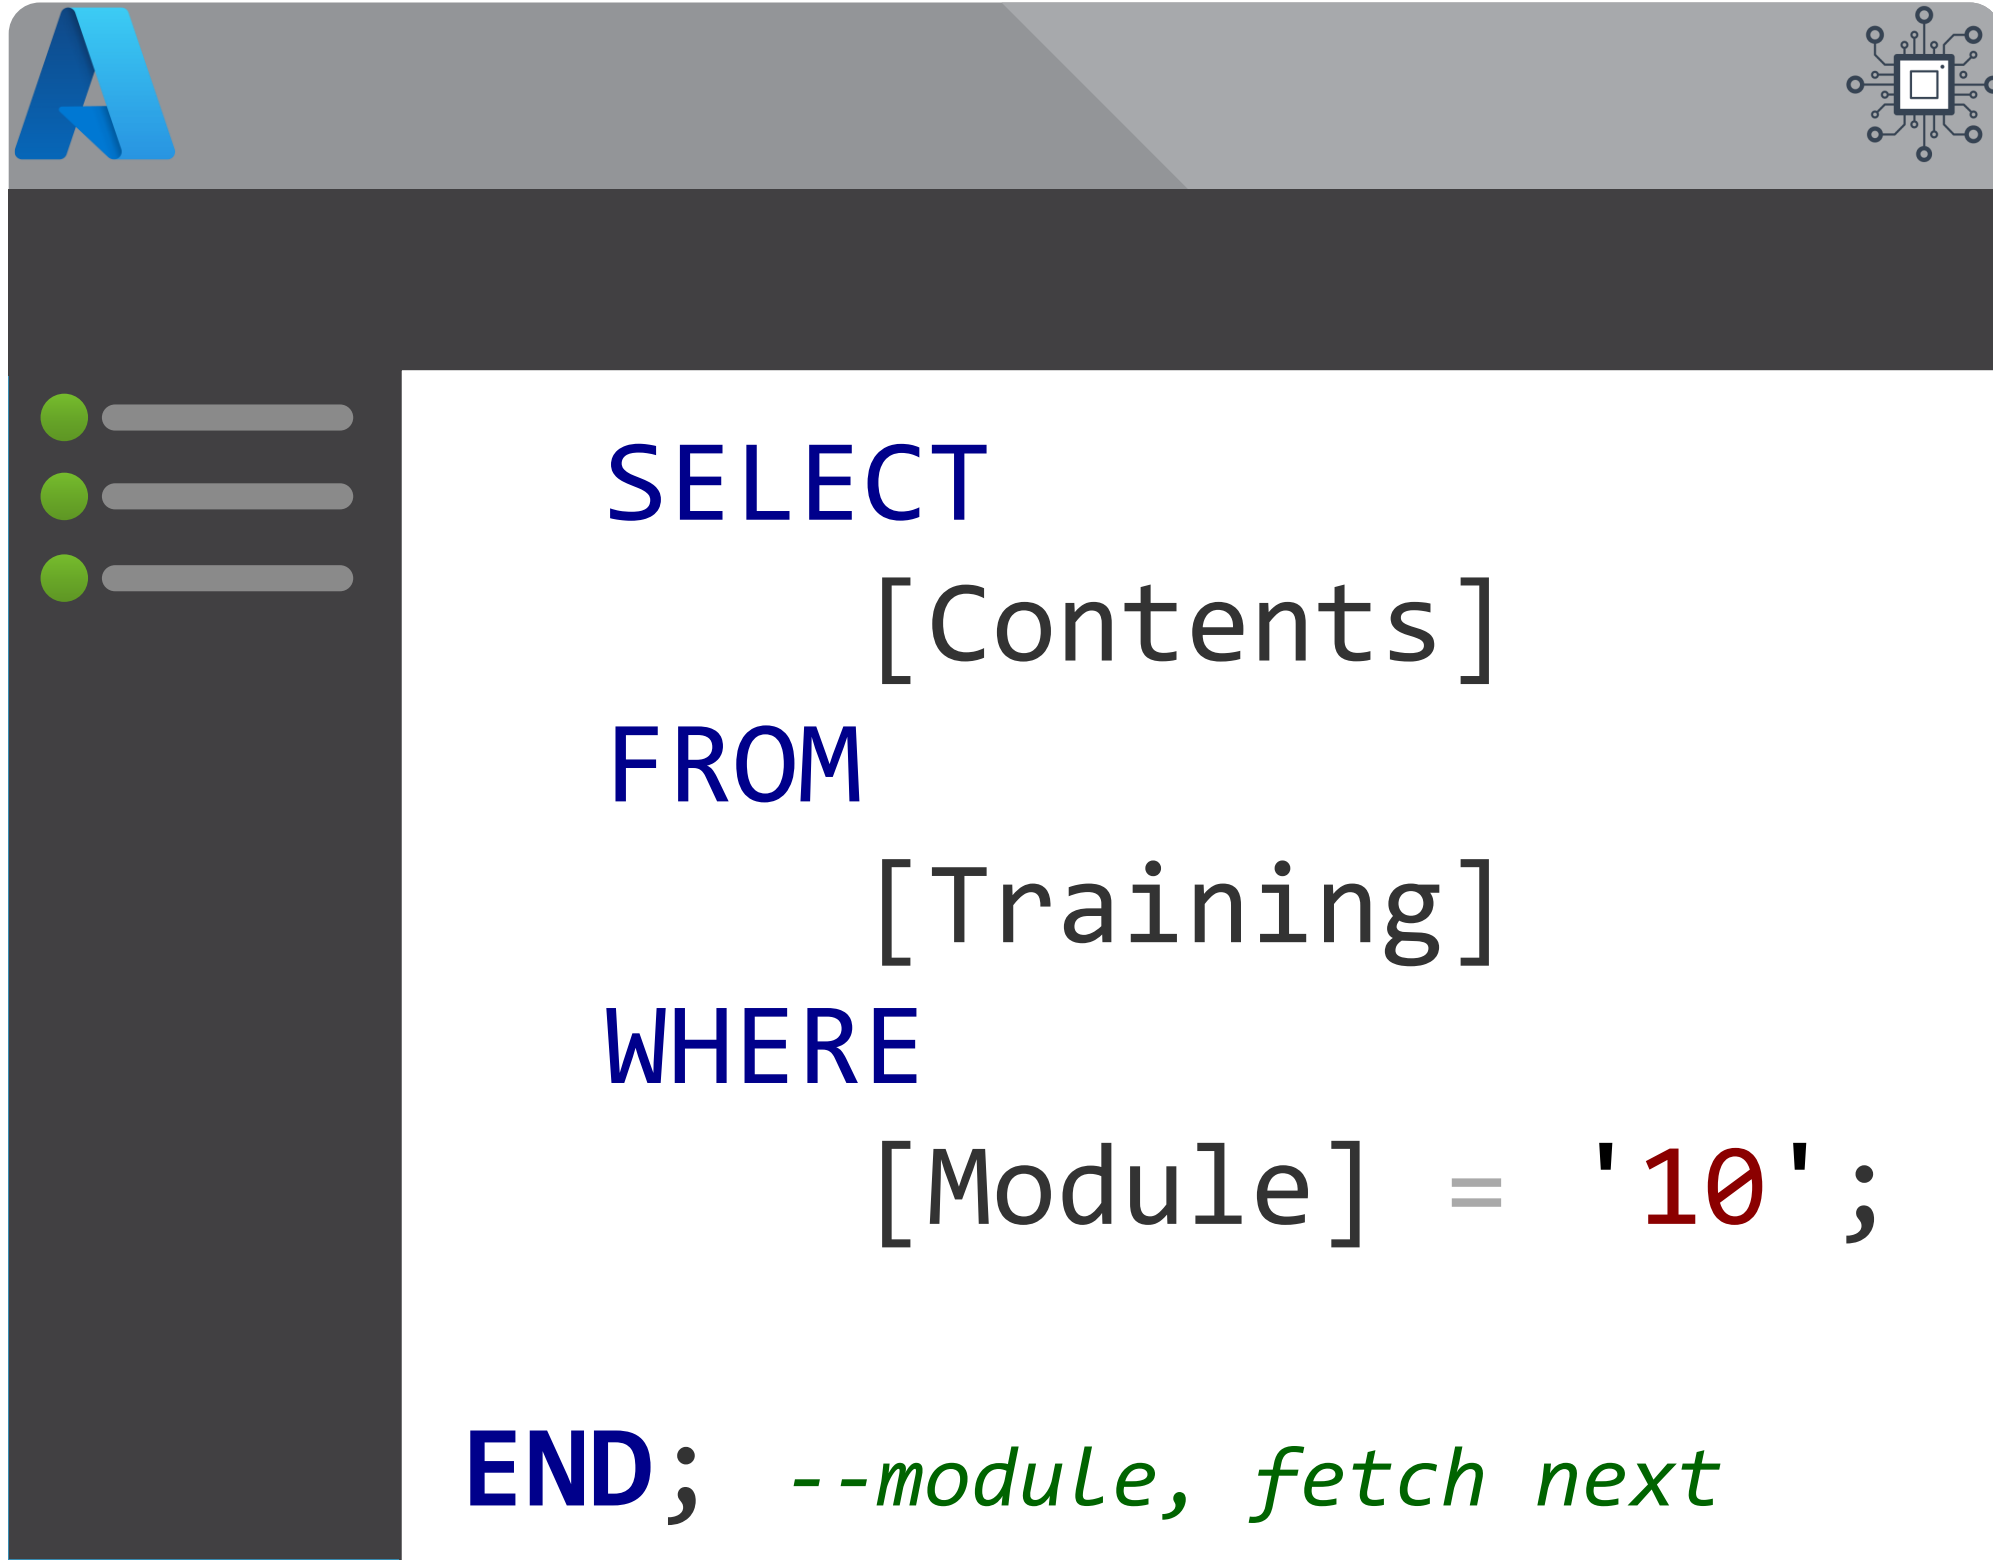 SELECT
[Contents]
FROM
[Training]
WHERE
[Module] = '10';
END; --module, fetch next